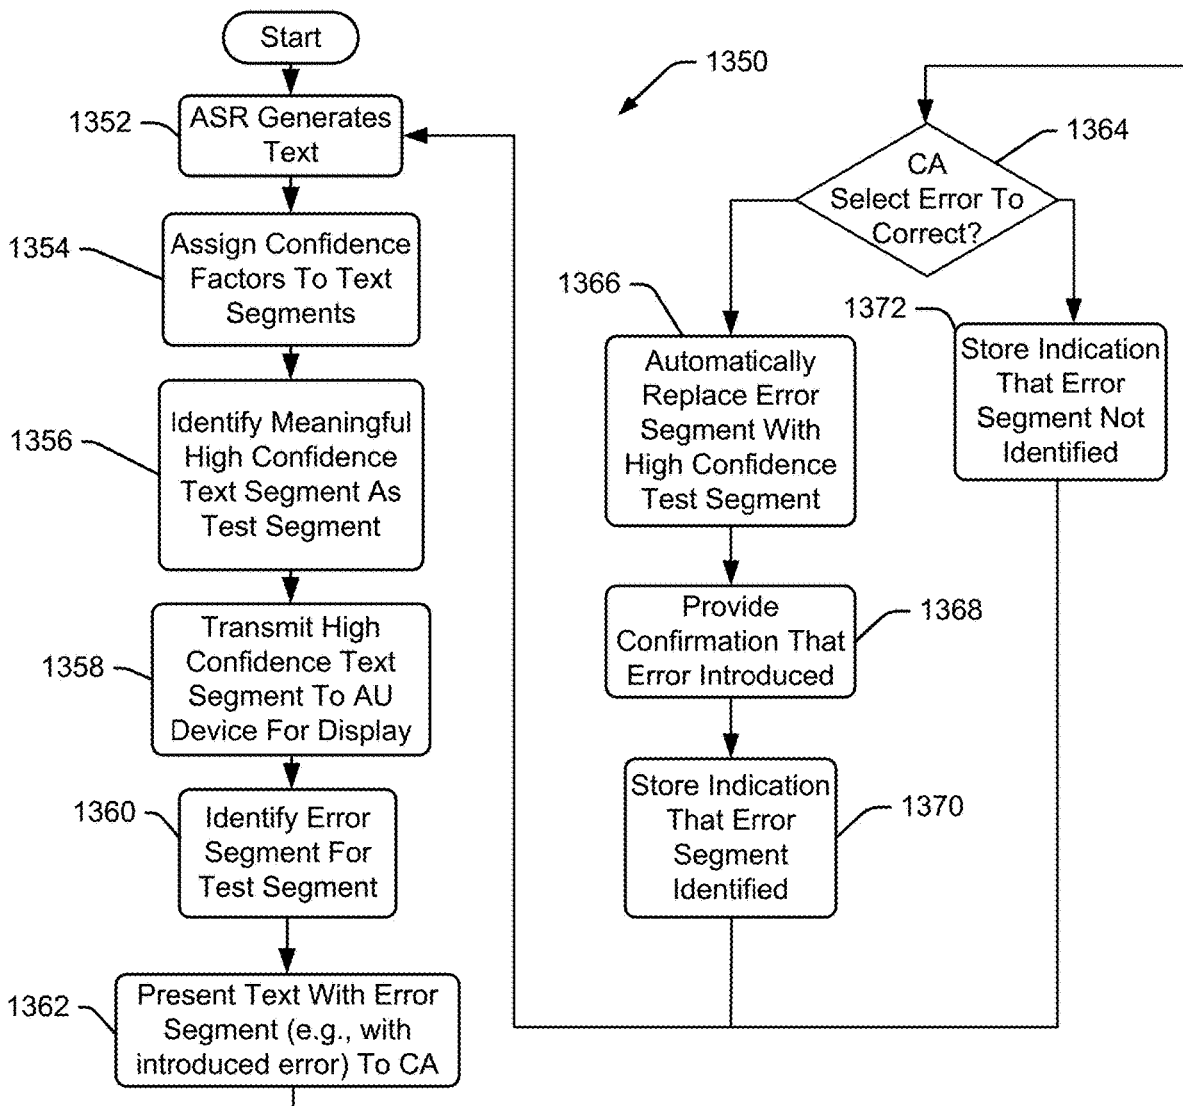 Start
1352
ASR Generates
Text
1354
Assign Confidence
Factors To Text
Segments
1356
Identify Meaningful
High Confidence
Text Segment As
Test Segment
1358
Transmit High
Confidence Text
Segment To AU
Device For Display
1360
Identify Error
Segment For
Test Segment
1362
Present Text With Error
Segment (e.g., with
introduced error) To CA
1350
1364
CA
Select Error To
Correct?
1366
Automatically
Replace Error
Segment With
High Confidence
Test Segment
1368
Provide
Confirmation That
Error Introduced
1370
Store Indication
That Error
Segment
Identified
1372
Store Indication
That Error
Segment Not
Identified